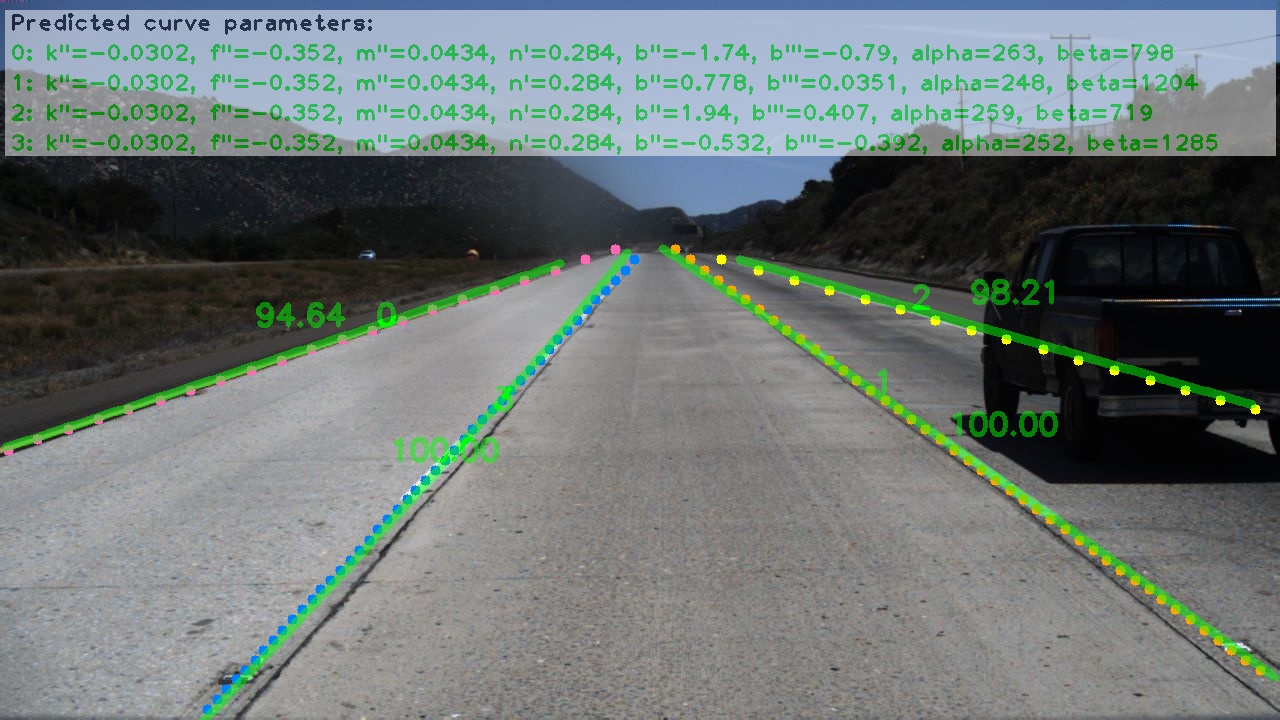 Predicted curve parameters:
0: k''=-0.0302, f''=-0.352, m''=0.0434, n'=0.284, b''=-1.74, b'''=-0.79, alpha=263, beta=798
1: k''=-0.0302, f''=-0.352, m''=0.0434, n'=0.284, b''=0.778, b'''=0.0351, alpha=248, beta=1204
2: k''=-0.0302, f''=-0.352, m''=0.0434, n'=0.284, b''=1.94, b'''=0.407, alpha=259, beta=719
3: k''=-0.0302, f''=-0.352, m''=0.0434, n'=0.284, b''=-0.532, b'''=-0.392, alpha=252, beta=1285
94.64 0
2 98.21
1
100.00
100.00